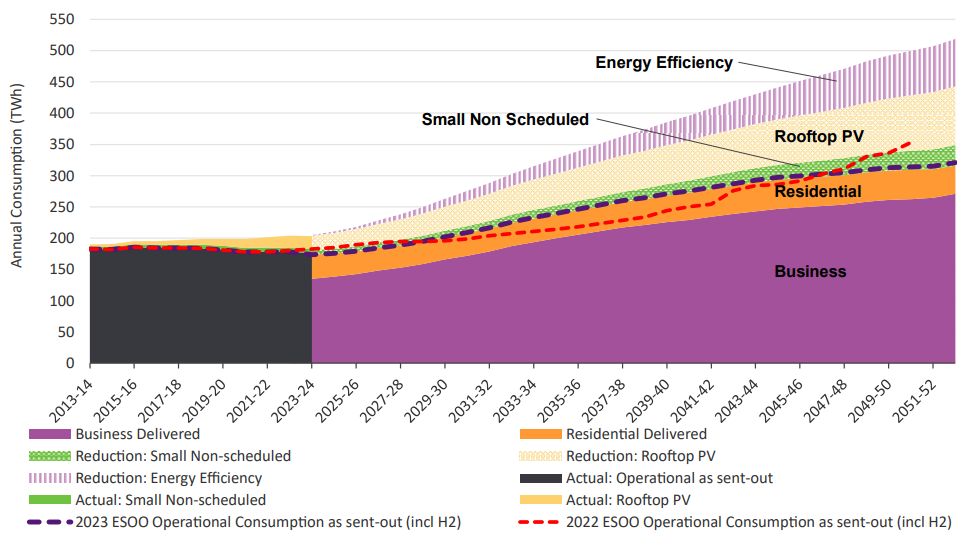 Annual Consumption (TWh)
550
500
450
400
350
300
250
200
150
100
50
0
Energy Efficiency
Small Non Scheduled
Rooftop PV
Residential
Business
2013-14
2015-16
2017-18
2019-20
2021-22
2023-24
2025-26
2027-28
2029-30
2031-32
2033-34
2035-36
2037-38
2039-40
2041-42
2043-44
2045-46
2047-48
2049-50
2051-52
Business Delivered
Residential Delivered
Reduction: Small Non-scheduled
Reduction: Rooftop PV
Reduction: Energy Efficiency
Actual: Operational as sent-out
Actual: Small Non-scheduled
Actual: Rooftop PV
2023 ESOO Operational Consumption as sent-out (incl H2)
2022 ESOO Operational Consumption as sent-out (incl H2)